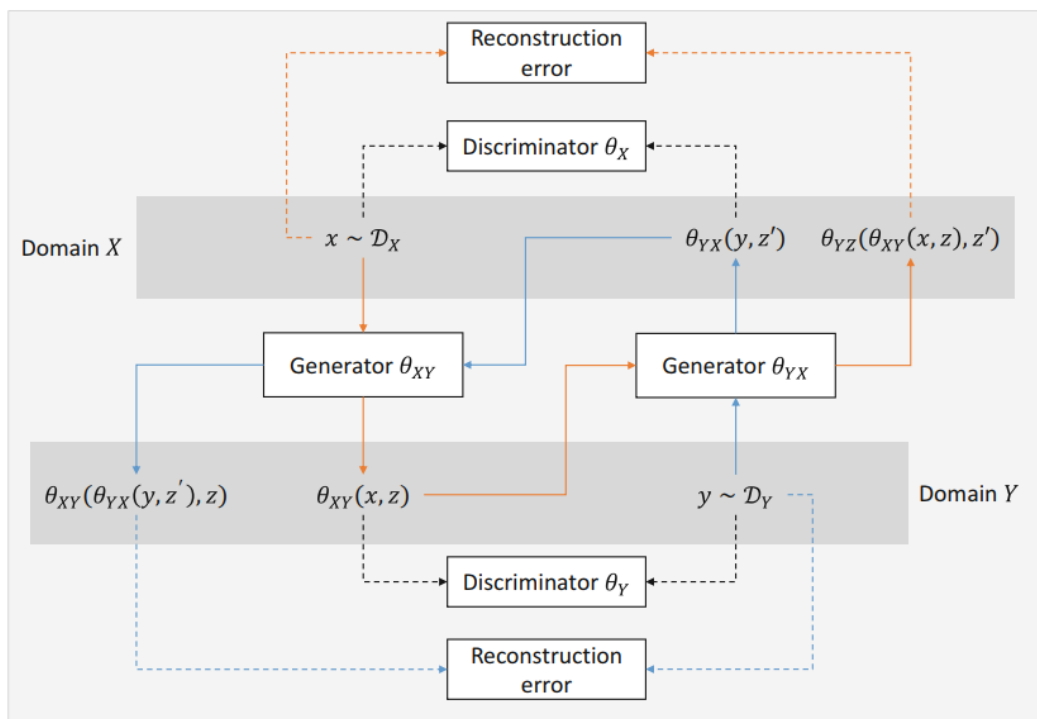 Reconstruction
error
Discriminator θ_X
Domain X
x ~ 𝒟_X
θ_YX(y, z′)
θ_YZ(θ_XY(x, z), z′)
Generator θ_XY
Generator θ_YX
θ_XY(θ_YX(y, z′), z)
θ_XY(x, z)
y ~ 𝒟_Y
Domain Y
Discriminator θ_Y
Reconstruction
error